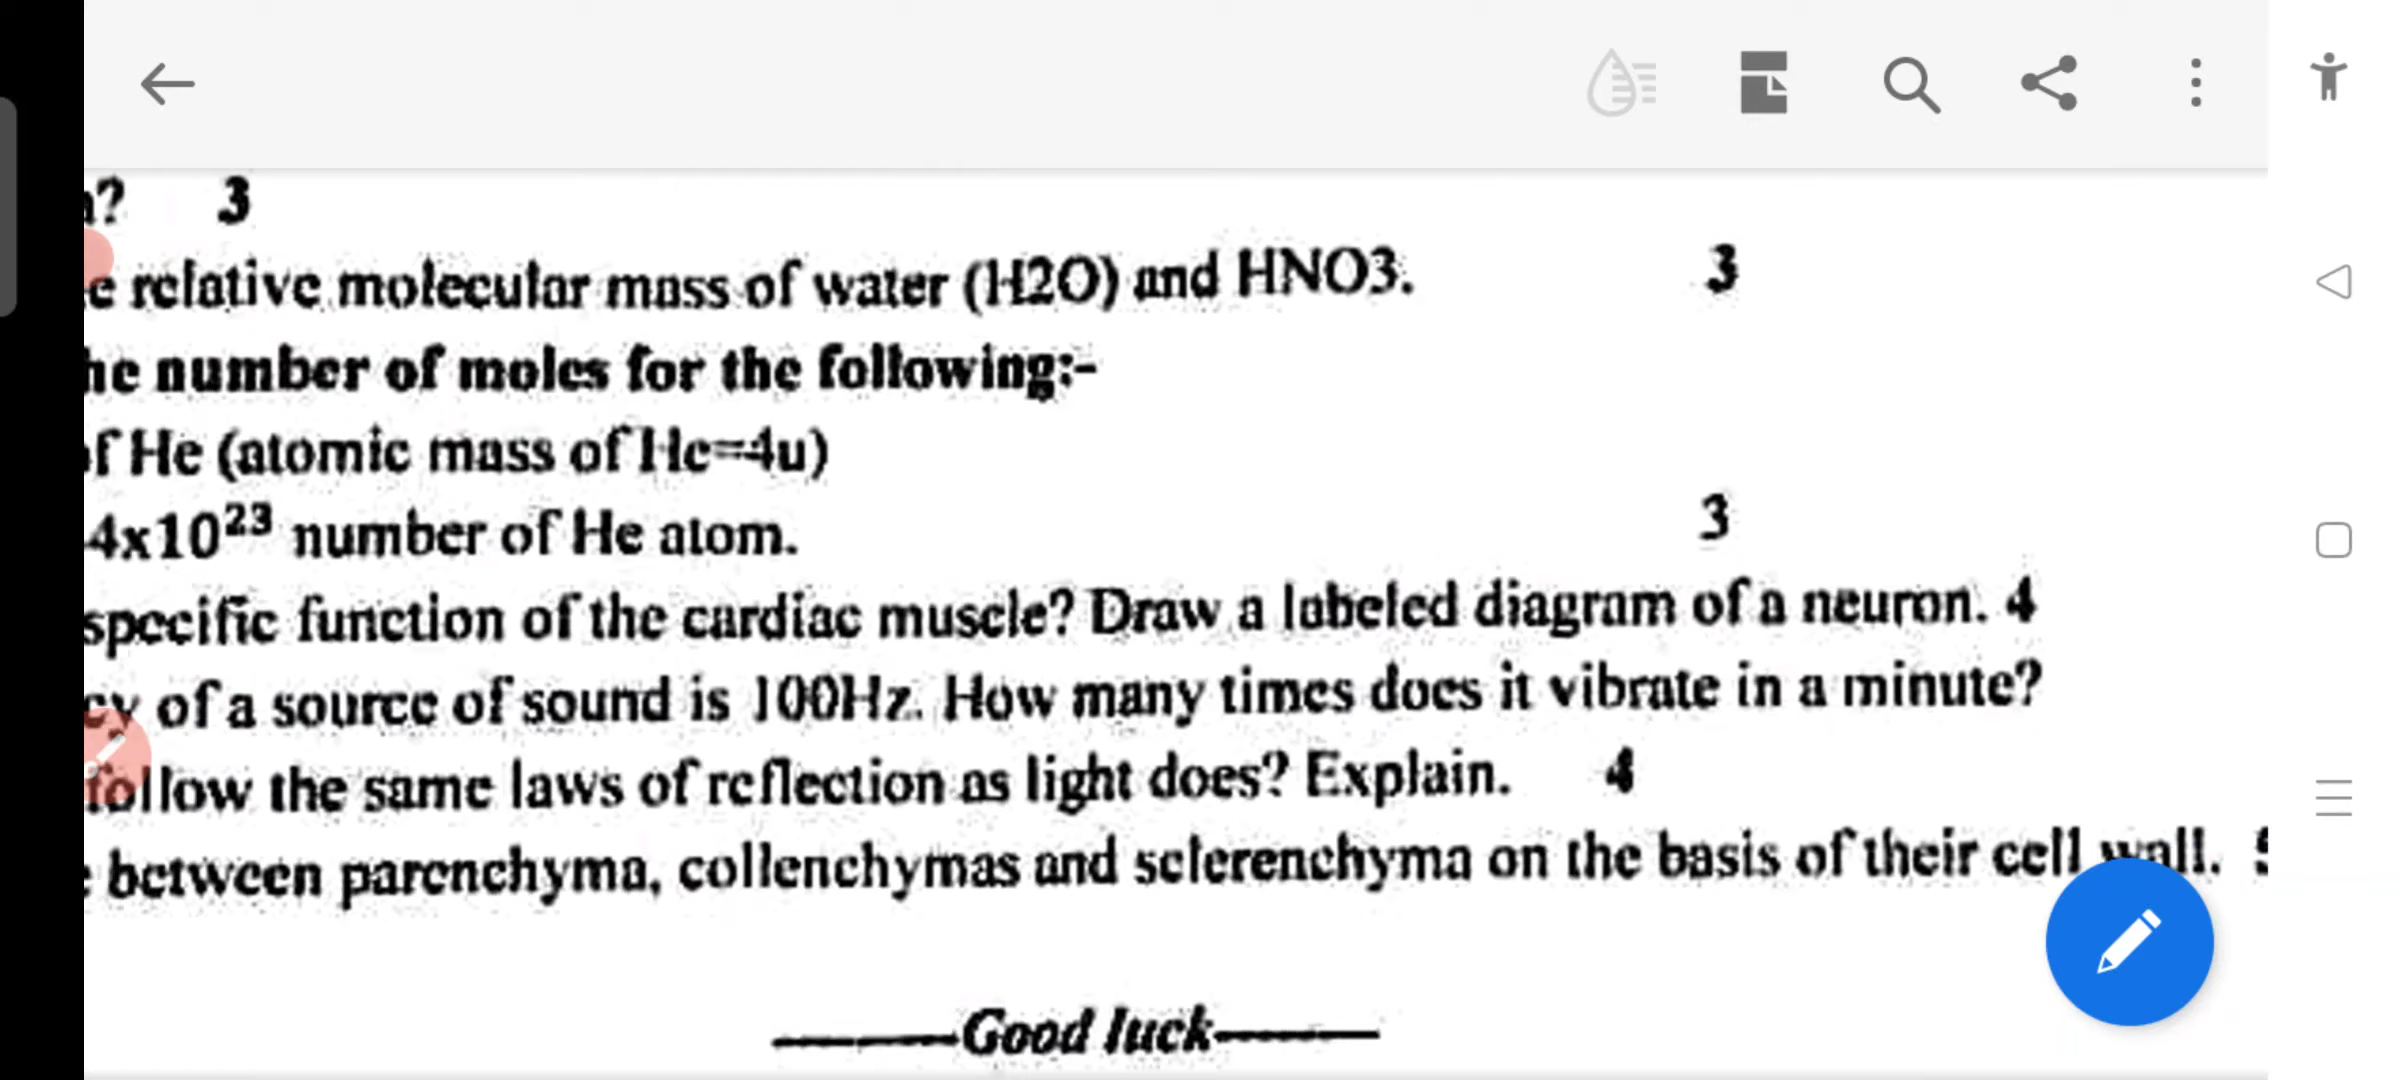 ? 3
e relative molecular mass of water (H2O) and HNO3. 3
he number of moles for the following:-
of He (atomic mass of He=4u)
4x10²³ number of He atom. 3
specific function of the cardiac muscle? Draw a labeled diagram of a neuron. 4
cy of a source of sound is 100Hz. How many times does it vibrate in a minute?
follow the same laws of reflection as light does? Explain. 4
between parenchyma, collenchymas and sclerenchyma on the basis of their cell wall.
Good luck